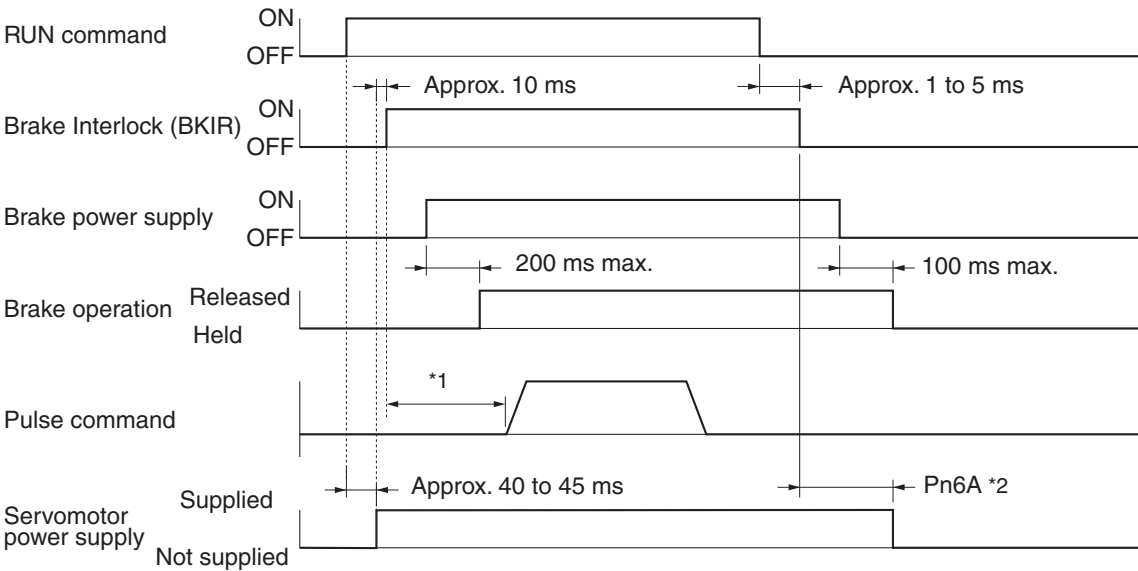 RUN command
ON
OFF
Approx. 10 ms
Approx. 1 to 5 ms
Brake Interlock (BKIR)
ON
OFF
Brake power supply
ON
OFF
200 ms max.
100 ms max.
Brake operation
Released
Held
*1
Pulse command
Approx. 40 to 45 ms
Pn6A *2
Servomotor
power supply
Supplied
Not supplied